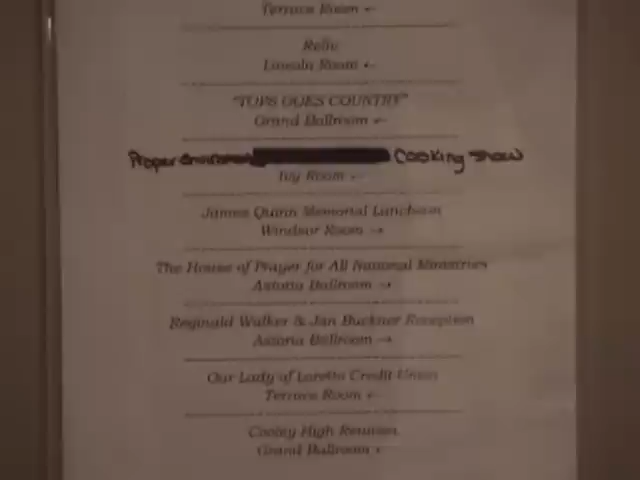 Terrace Room ←
Lincoln Room ←
"TOPS GOES COUNTRY"
Grand Ballroom ←
Proper Cooking Show
Ivy Room ←
James Quinn Memorial Luncheon
Windsor Room →
The House of Prayer for All National Ministries
Astoria Ballroom →
Reginald Walker & Jan Buckner Reception
Astoria Ballroom →
Our Lady of Loretto Credit Union
Terrace Room ←
Cooley High Reunion
Grand Ballroom ←